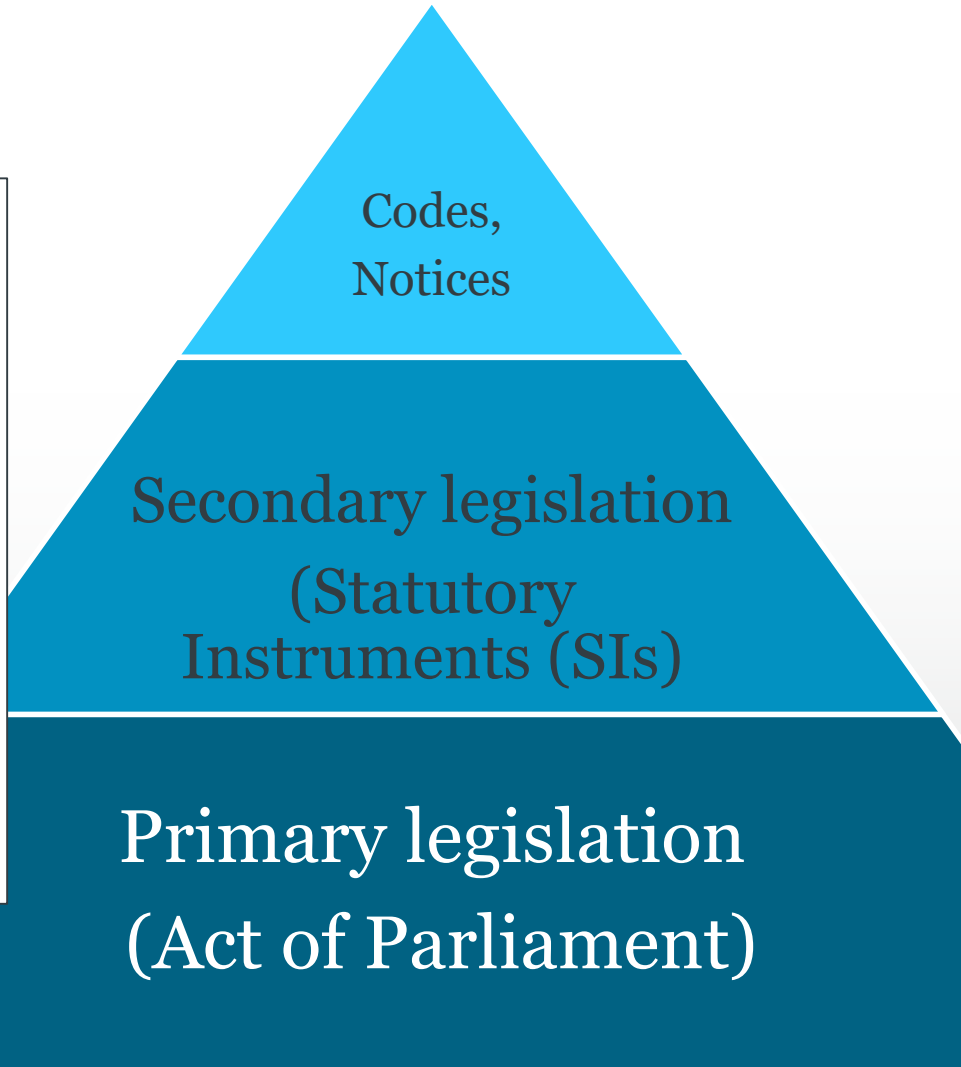 Codes,
Notices
Secondary legislation
(Statutory
Instruments (SIs)
Primary legislation
(Act of Parliament)